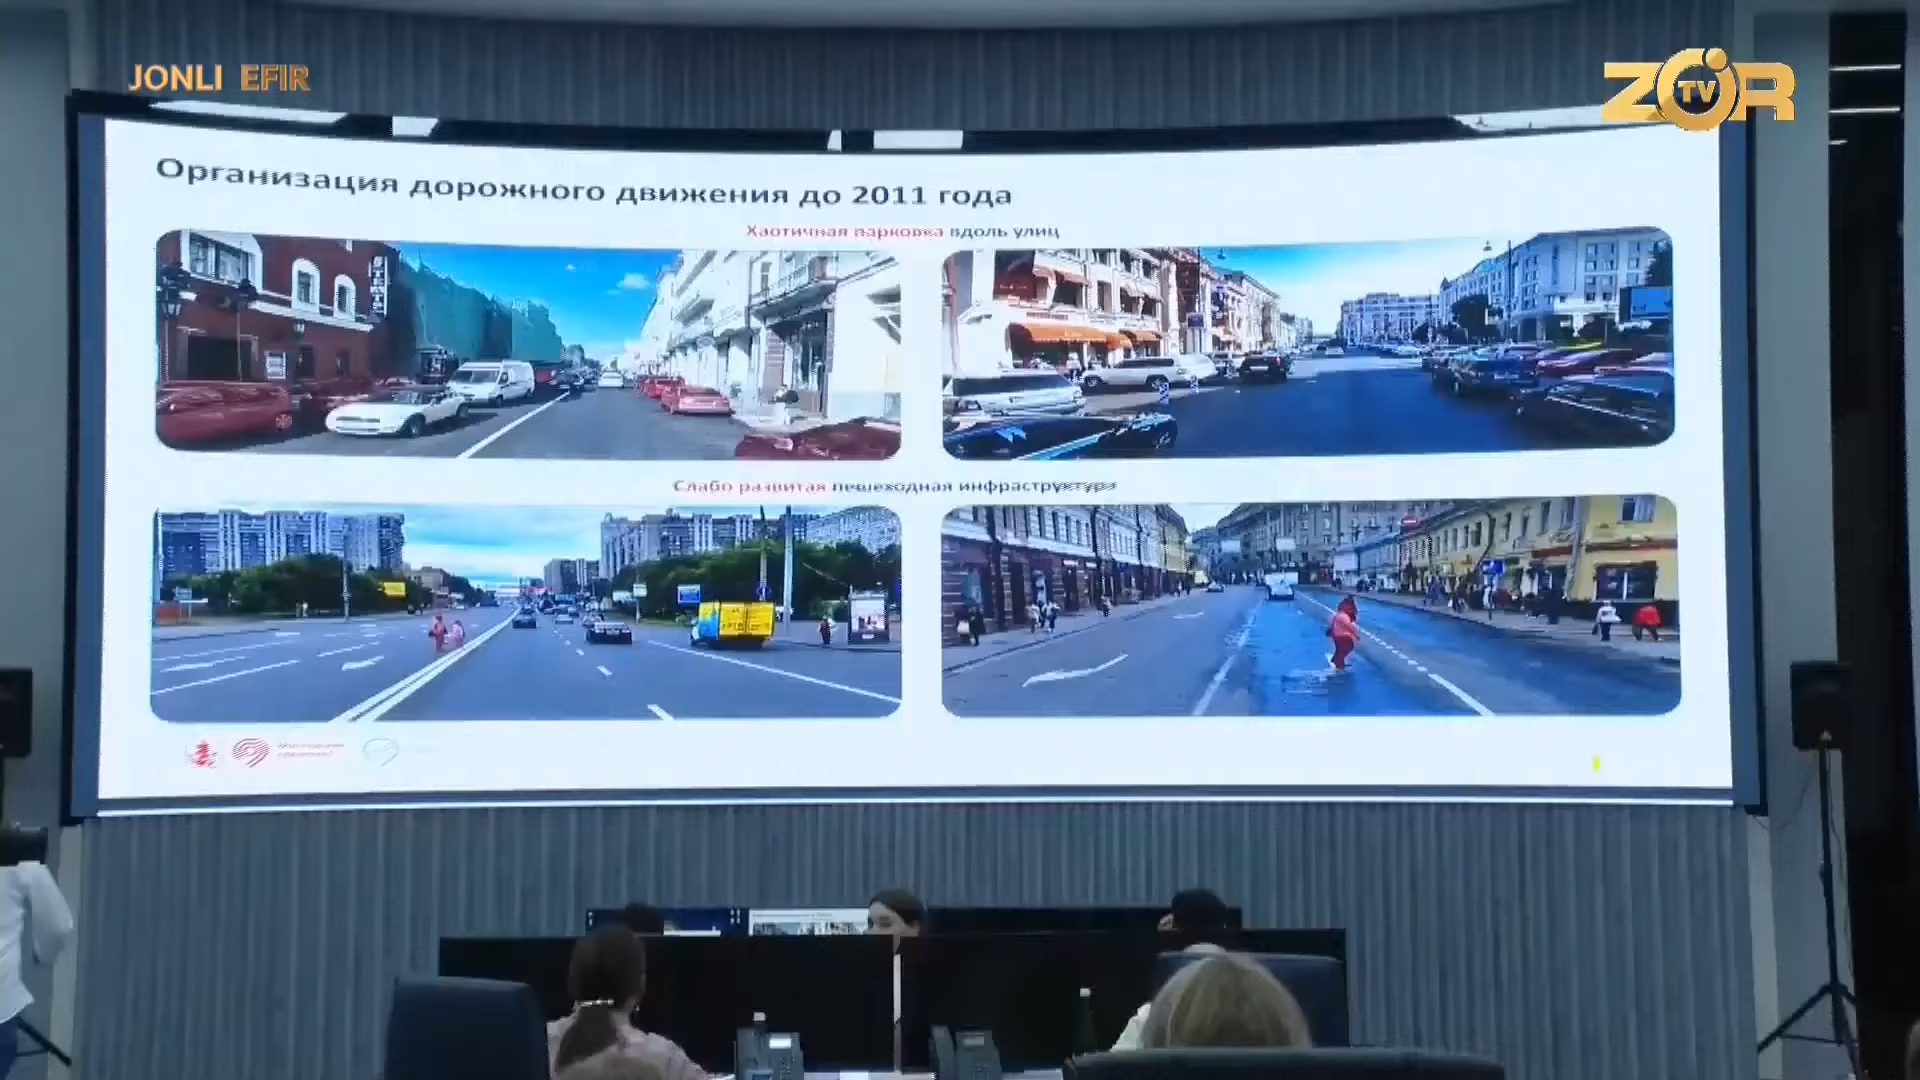 JONLI EFIR
ZOR TV
Организация дорожного движения до 2011 года
Хаотичная парковка вдоль улиц
Слабо развитая пешеходная инфраструктура